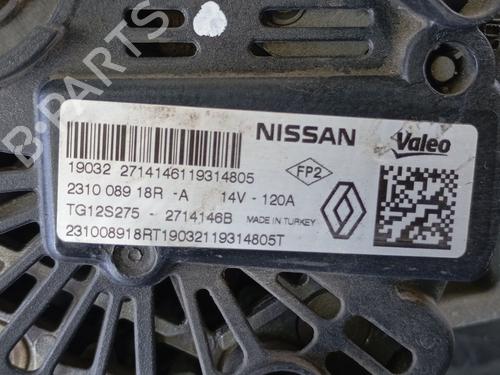 B-PARTS
NISSAN
Valeo
19032 2714146119314805
FP2
2310 089 18R -A 14V - 120A
TG12S275 - 2714146B MADE IN TURKEY
231008918RT19032119314805T